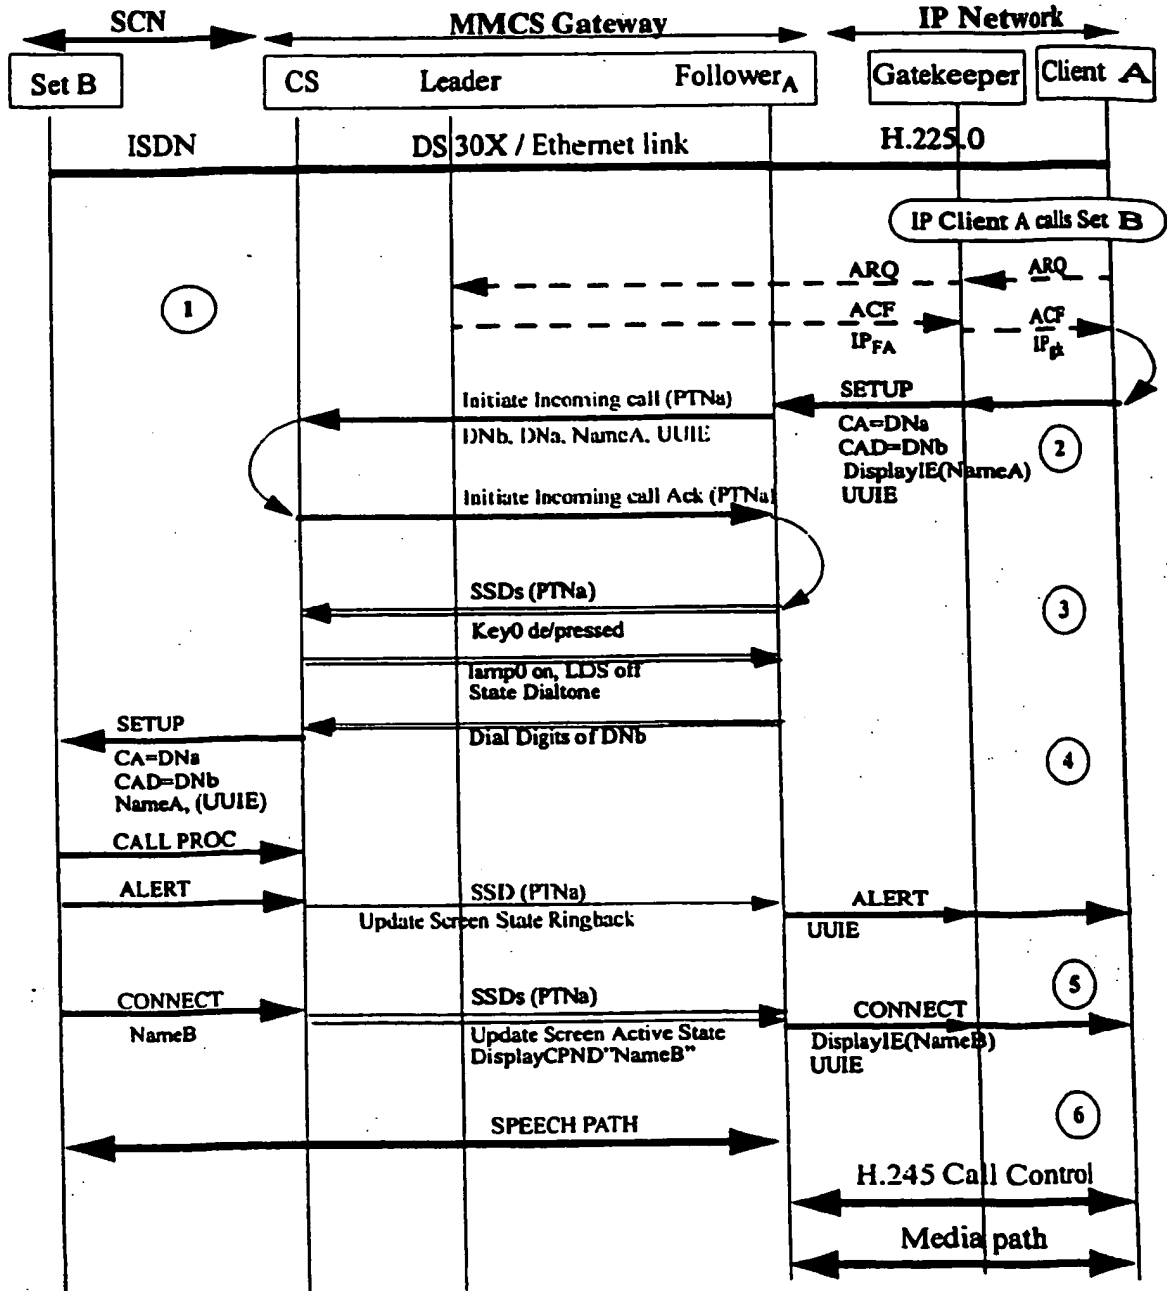 SCN
MMCS Gateway
IP Network
Set B
CS
Leader
FollowerA
Gatekeeper
Client A
ISDN
DS 30X / Ethernet link
H.225.0
IP Client A calls Set B
ARQ
ARQ
1
ACF
ACF
IPFA
IPgk
SETUP
Initiate Incoming call (PTNa)
DNb, DNa, NameA, UUIE
CA=DNa
CAD=DNb
DisplayIE(NameA)
UUIE
2
Initiate Incoming call Ack (PTNa)
SSDs (PTNa)
3
Key0 de/pressed
lamp0 on, LDS off
State Dialtone
SETUP
Dial Digits of DNb
CA=DNa
CAD=DNb
NameA, (UUIE)
4
CALL PROC
ALERT
SSD (PTNa)
ALERT
Update Screen State Ringback
UUIE
5
CONNECT
SSDs (PTNa)
CONNECT
NameB
Update Screen Active State
DisplayCPND"NameB"
DisplayIE(NameB)
UUIE
6
SPEECH PATH
H.245 Call Control
Media path